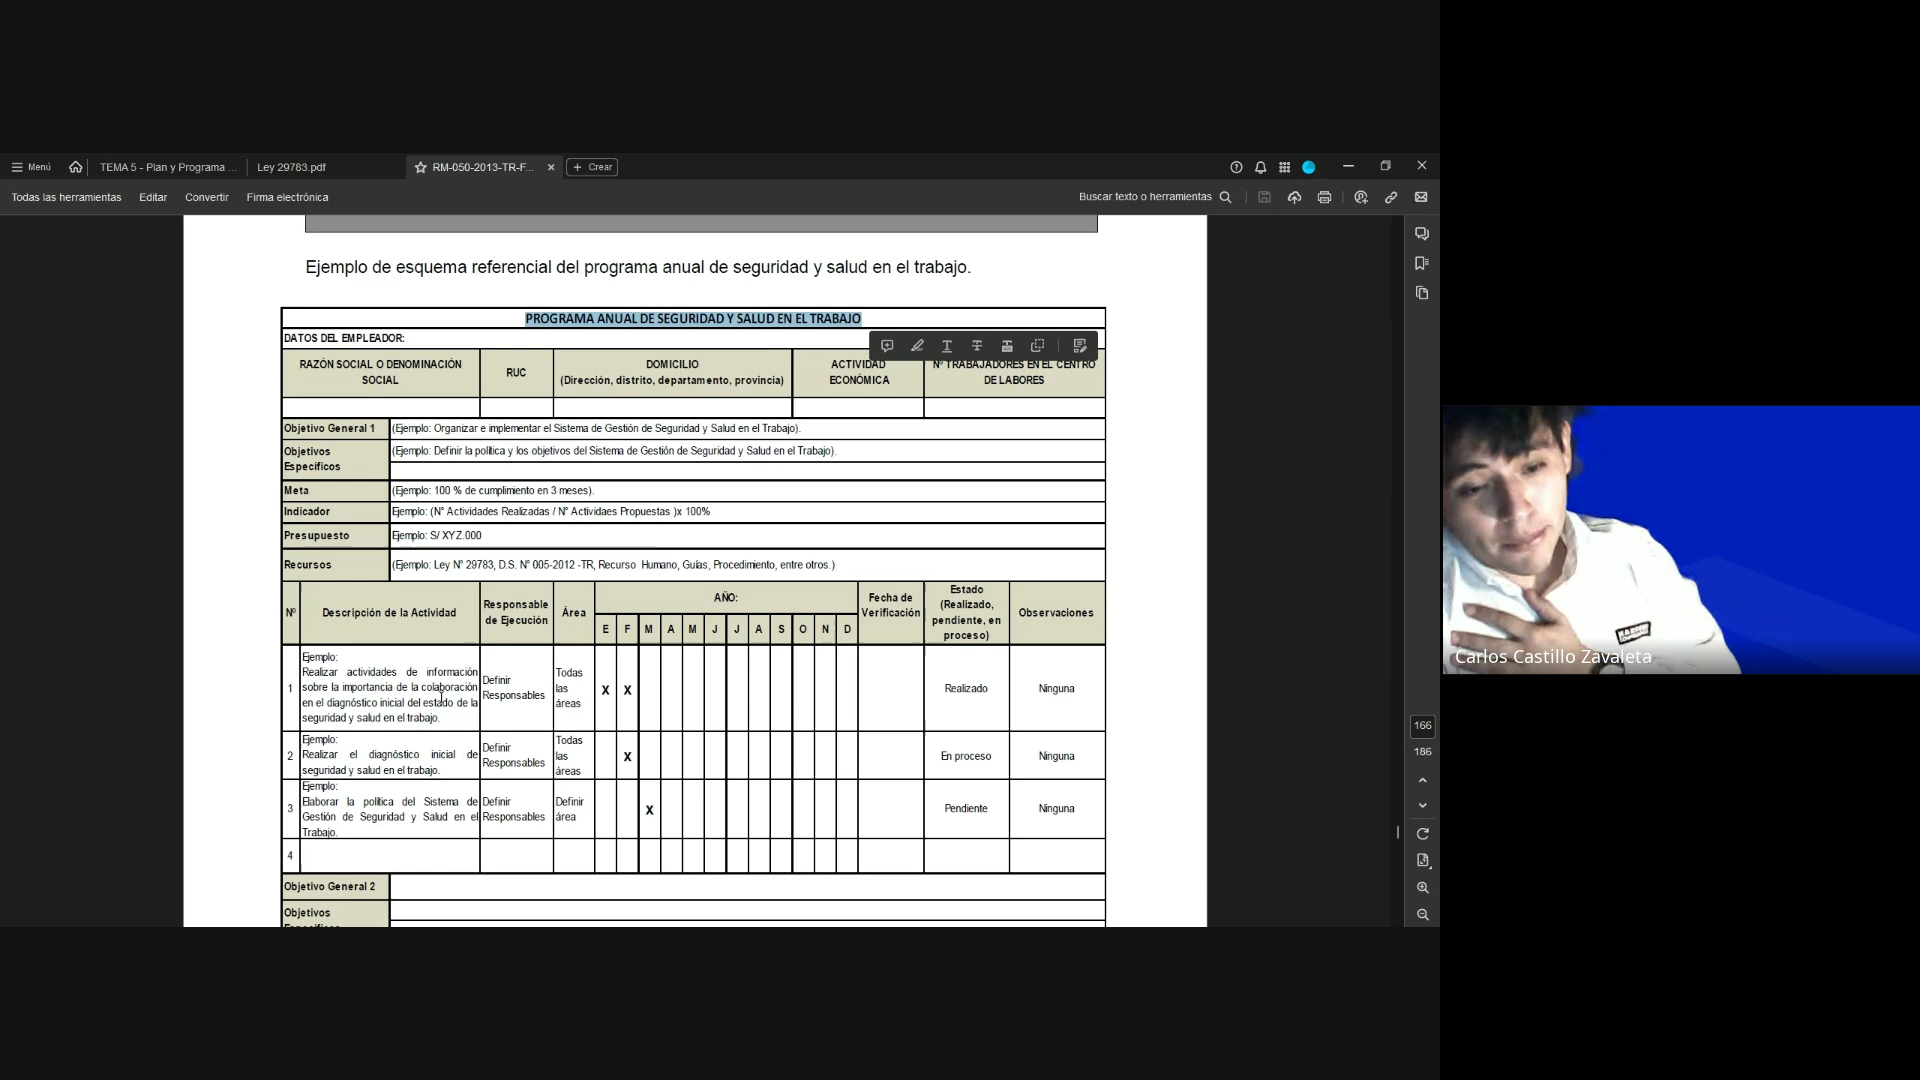 Menú
TEMA 5 - Plan y Programa ...
Ley 29783.pdf
RM-050-2013-TR-F...
Crear
Todas las herramientas
Editar
Convertir
Firma electrónica
Buscar texto o herramientas
Ejemplo de esquema referencial del programa anual de seguridad y salud en el trabajo.
PROGRAMA ANUAL DE SEGURIDAD Y SALUD EN EL TRABAJO
DATOS DEL EMPLEADOR:
RAZÓN SOCIAL O DENOMINACIÓN
SOCIAL
RUC
DOMICILIO
(Dirección, distrito, departamento, provincia)
ACTIVIDAD
ECONÓMICA
Nº TRABAJADORES EN EL CENTRO
DE LABORES
Objetivo General 1
(Ejemplo: Organizar e implementar el Sistema de Gestión de Seguridad y Salud en el Trabajo).
Objetivos
Específicos
(Ejemplo: Definir la política y los objetivos del Sistema de Gestión de Seguridad y Salud en el Trabajo).
Meta
(Ejemplo: 100 % de cumplimiento en 3 meses).
Indicador
Ejemplo: (N° Actividades Realizadas / N° Actividaes Propuestas )x 100%
Presupuesto
Ejemplo: S/ XYZ.000
Recursos
(Ejemplo: Ley N° 29783, D.S. N° 005-2012 -TR, Recurso Humano, Guías, Procedimiento, entre otros.)
Nº
Descripción de la Actividad
Responsable
de Ejecución
Área
AÑO:
E F M A M J J A S O N D
Fecha de
Verificación
Estado
(Realizado,
pendiente, en
proceso)
Observaciones
1
Ejemplo:
Realizar actividades de información
sobre la importancia de la colaboración
en el diagnóstico inicial del estado de la
seguridad y salud en el trabajo.
Definir
Responsables
Todas
las
áreas
X X
Realizado
Ninguna
2
Ejemplo:
Realizar el diagnóstico inicial de
seguridad y salud en el trabajo.
Definir
Responsables
Todas
las
áreas
X
En proceso
Ninguna
3
Ejemplo:
Elaborar la política del Sistema de
Gestión de Seguridad y Salud en el
Trabajo.
Definir
Responsables
Definir
área
X
Pendiente
Ninguna
4
Objetivo General 2
Objetivos
166
186
Carlos Castillo Zavaleta